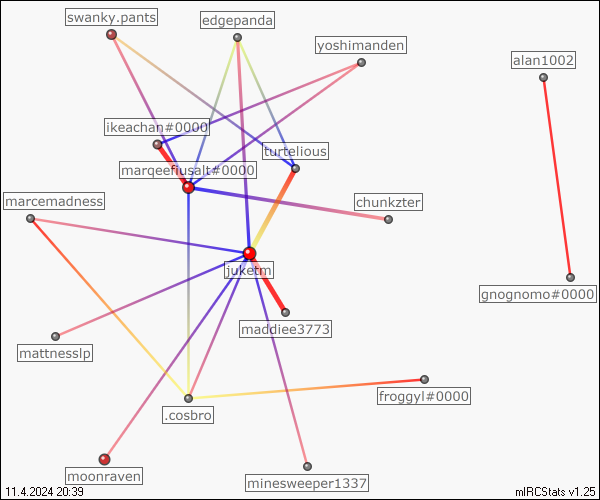 swanky.pants
edgepanda
yoshimanden
alan1002
ikeachan#0000
turtelious
marqeefiusalt#0000
marcemadness
chunkzter
juketm
gnognomo#0000
maddiee3773
mattnesslp
froggyl#0000
.cosbro
moonraven
minesweeper1337
11.4.2024 20:39
mIRCStats v1.25